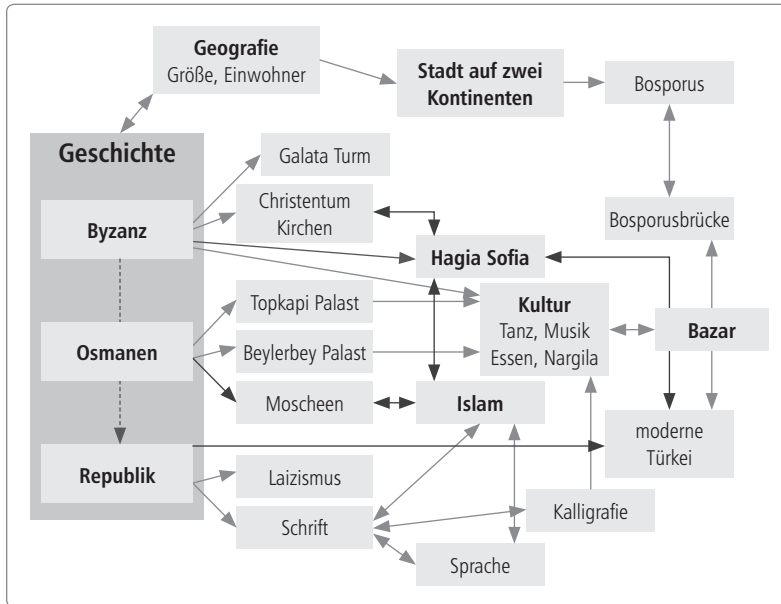 Geografie
Größe, Einwohner
Stadt auf zwei
Kontinenten
Bosporus
Geschichte
Galata Turm
Christentum
Kirchen
Byzanz
Bosporusbrücke
Hagia Sofia
Topkapi Palast
Kultur
Tanz, Musik
Essen, Nargila
Bazar
Osmanen
Beylerbey Palast
Moscheen
Islam
moderne
Türkei
Republik
Laizismus
Schrift
Kalligrafie
Sprache